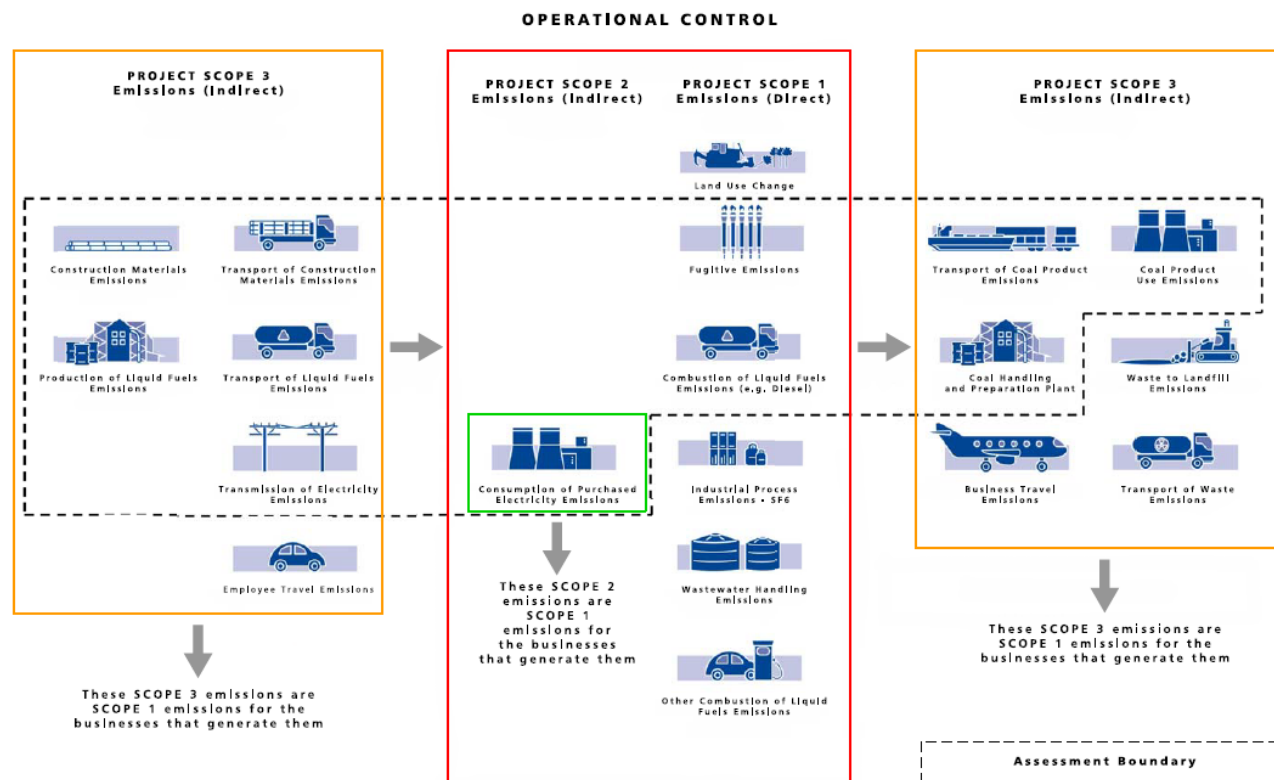 OPERATIONAL CONTROL
PROJECT SCOPE 3
Emissions (Indirect)
Construction Materials
Emissions
Transport of Construction
Materials Emissions
Production of Liquid Fuels
Emissions
Transport of Liquid Fuels
Emissions
Transmission of Electricity
Emissions
Employee Travel Emissions
These SCOPE 3 emissions are
SCOPE 1 emissions for the
businesses that generate them
PROJECT SCOPE 2
Emissions (Indirect)
Consumption of Purchased
Electricity Emissions
These SCOPE 2
emissions are
SCOPE 1
emissions for
the businesses
that generate them
PROJECT SCOPE 1
Emissions (Direct)
Land Use Change
Fugitive Emissions
Combustion of Liquid Fuels
Emissions (e.g. Diesel)
Industrial Process
Emissions • SF6
Wastewater Handling
Emissions
Other Combustion of Liquid
Fuels Emissions
PROJECT SCOPE 3
Emissions (Indirect)
Transport of Coal Product
Emissions
Coal Product
Use Emissions
Coal Handling
and Preparation Plant
Waste to Landfill
Emissions
Business Travel
Emissions
Transport of Waste
Emissions
These SCOPE 3 emissions are
SCOPE 1 emissions for the
businesses that generate them
Assessment Boundary